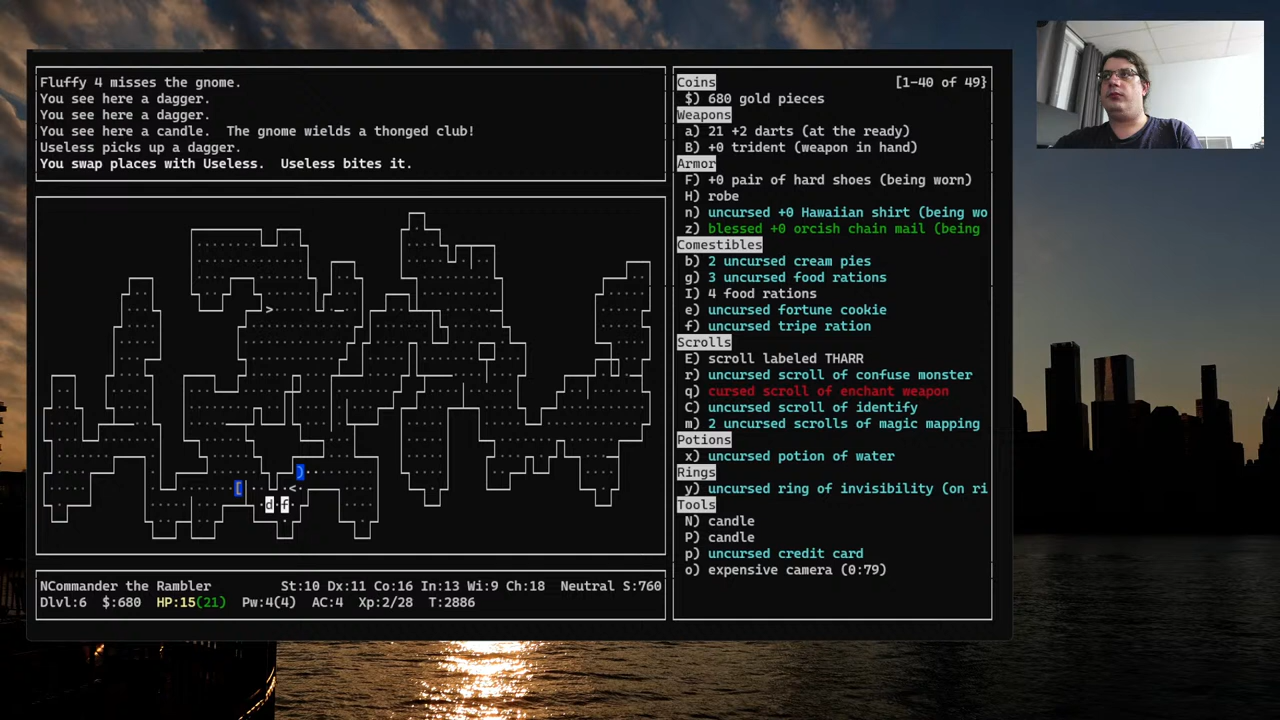 Fluffy 4 misses the gnome.
You see here a dagger.
You see here a dagger.
You see here a candle.  The gnome wields a thonged club!
Useless picks up a dagger.
You swap places with Useless.  Useless bites it.
>
)
[
<
d f
NCommander the Rambler St:10 Dx:11 Co:16 In:13 Wi:9 Ch:18 Neutral S:760
Dlvl:6 $:680 HP:15(21) Pw:4(4) AC:4 Xp:2/28 T:2886
Coins [1-40 of 49}
$) 680 gold pieces
Weapons
a) 21 +2 darts (at the ready)
B) +0 trident (weapon in hand)
Armor
F) +0 pair of hard shoes (being worn)
H) robe
n) uncursed +0 Hawaiian shirt (being wo
z) blessed +0 orcish chain mail (being
Comestibles
b) 2 uncursed cream pies
g) 3 uncursed food rations
I) 4 food rations
e) uncursed fortune cookie
f) uncursed tripe ration
Scrolls
E) scroll labeled THARR
r) uncursed scroll of confuse monster
q) cursed scroll of enchant weapon
C) uncursed scroll of identify
m) 2 uncursed scrolls of magic mapping
Potions
x) uncursed potion of water
Rings
y) uncursed ring of invisibility (on ri
Tools
N) candle
P) candle
p) uncursed credit card
o) expensive camera (0:79)